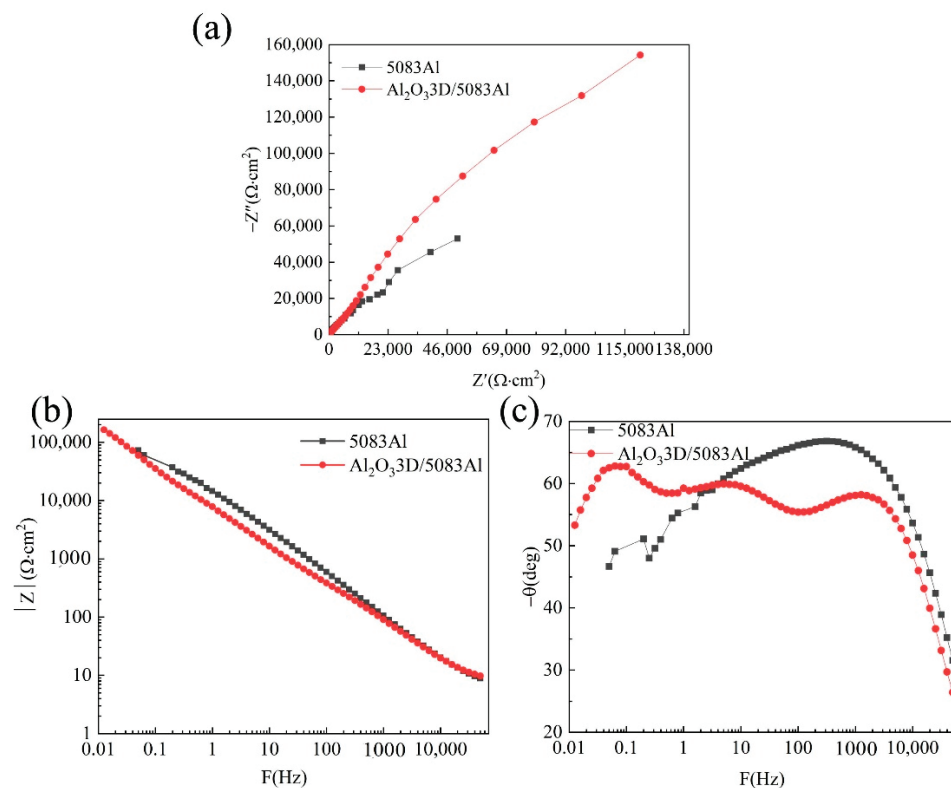 (a)
160,000
140,000
120,000
100,000
80,000
60,000
40,000
20,000
0
−Z″(Ω·cm²)
5083Al
Al₂O₃3D/5083Al
0 23,000 46,000 69,000 92,000 115,000 138,000
Z′(Ω·cm²)
(b)
100,000
10,000
1000
100
10
1
|Z|(Ω·cm²)
5083Al
Al₂O₃3D/5083Al
0.01 0.1 1 10 100 1000 10,000
F(Hz)
(c)
70
60
50
40
30
20
−θ(deg)
5083Al
Al₂O₃3D/5083Al
0.01 0.1 1 10 100 1000 10,000
F(Hz)